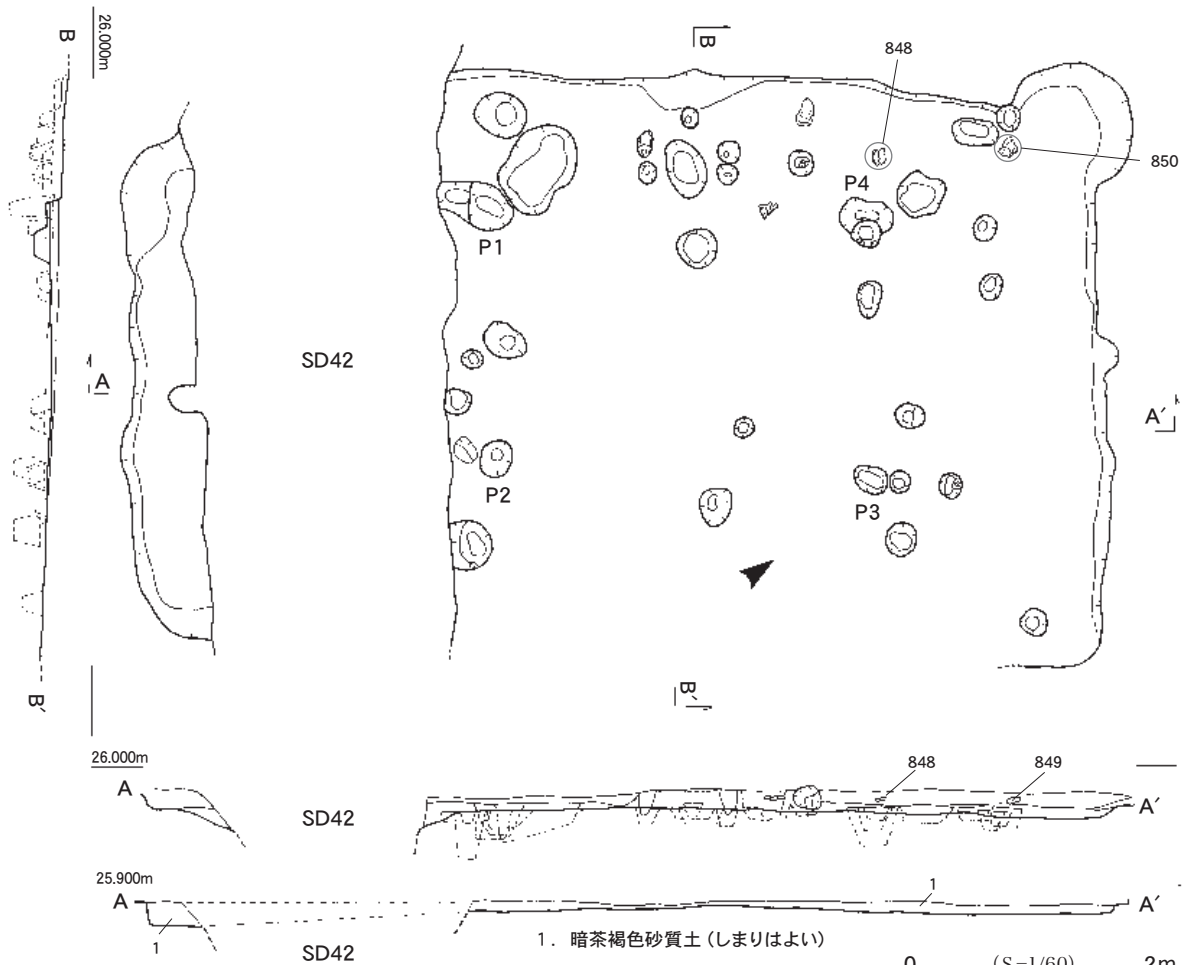 26.000m
B
B
848
850
P4
P1
SD42
A
A′
P2
P3
B′
B′
26.000m
848
849
A
SD42
A′
25.900m
A
1
A′
1
SD42
1. 暗茶褐色砂質土(しまりはよい)
0 (S=1/60) 2m